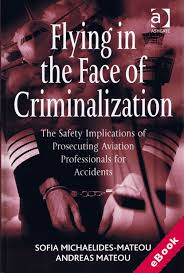 ASHGATE
Flying in
the Face of
Criminalization
The Safety Implications of
Prosecuting Aviation
Professionals for
Accidents
SOFIA MICHAELIDES-MATEOU
ANDREAS MATEOU
eBook